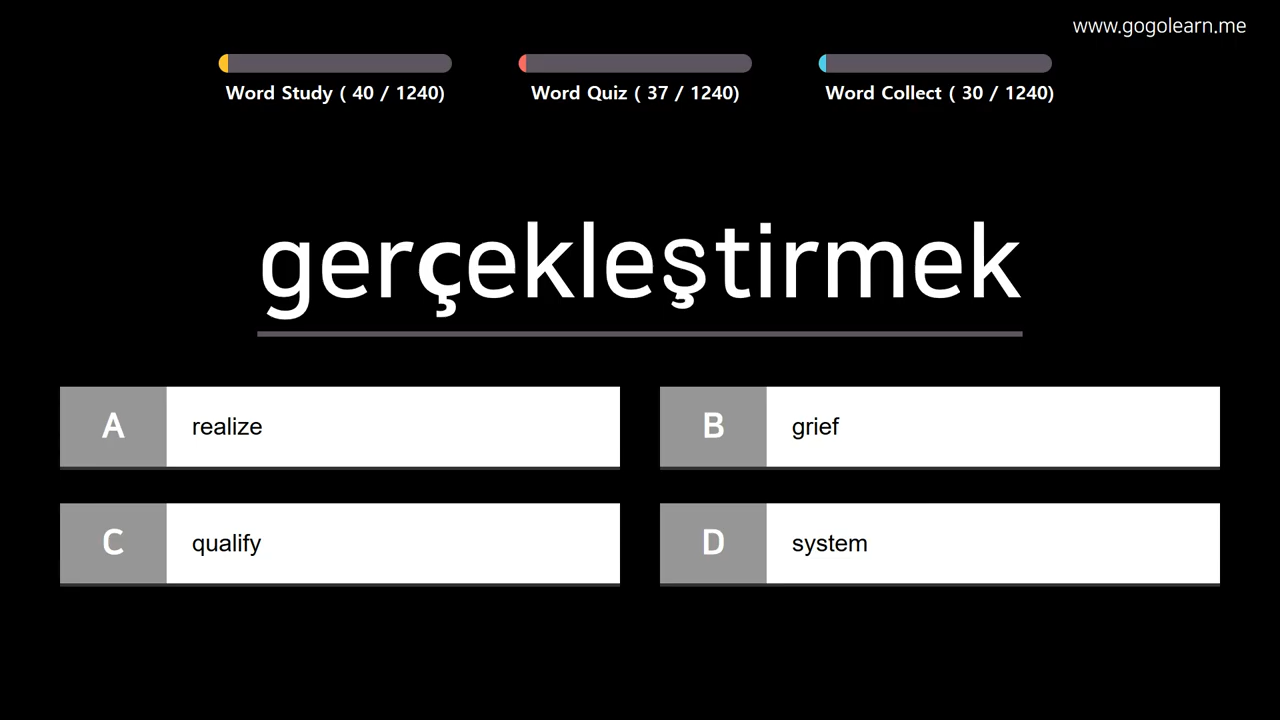 www.gogolearn.me
Word Study ( 40 / 1240)
Word Quiz ( 37 / 1240)
Word Collect ( 30 / 1240)
gerçekleştirmek
A
realize
B
grief
C
qualify
D
system